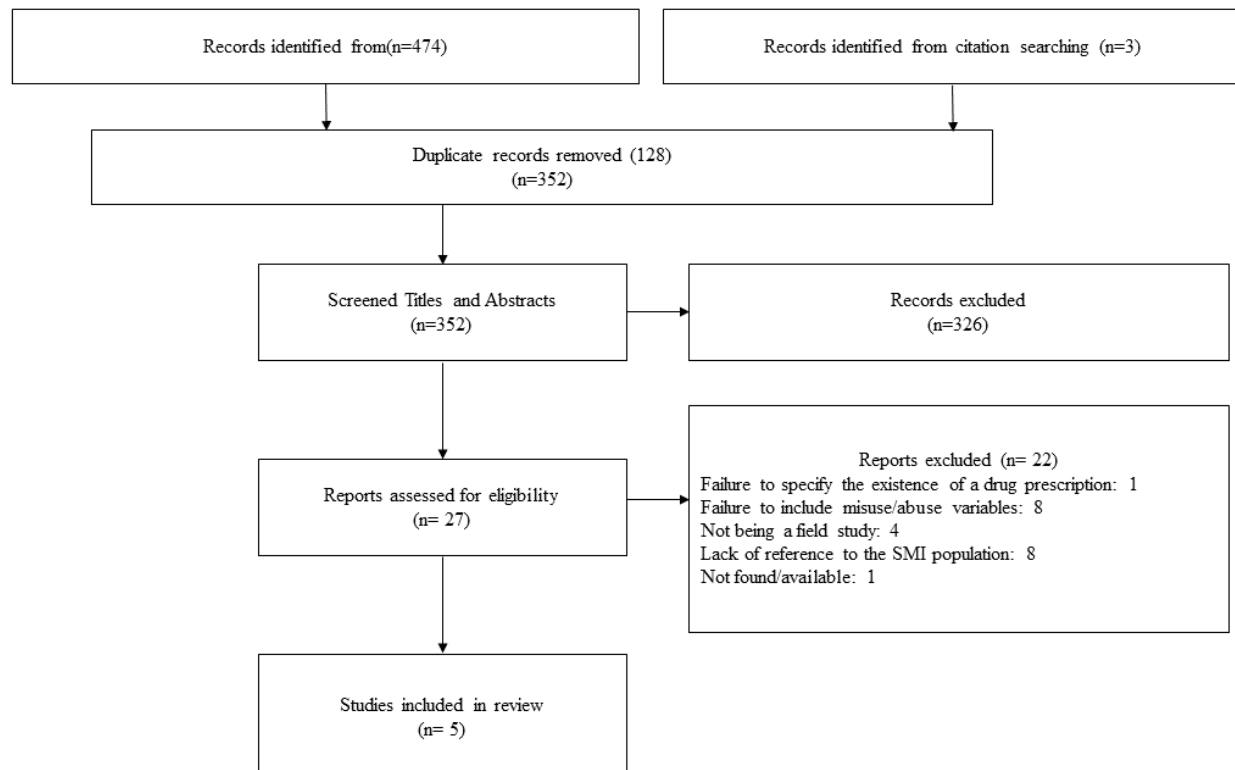 Records identified from(n=474)
Records identified from citation searching (n=3)
Duplicate records removed (128)
(n=352)
Screened Titles and Abstracts
(n=352)
Records excluded
(n=326)
Reports assessed for eligibility
(n= 27)
Reports excluded (n= 22)
Failure to specify the existence of a drug prescription: 1
Failure to include misuse/abuse variables: 8
Not being a field study: 4
Lack of reference to the SMI population: 8
Not found/available: 1
Studies included in review
(n= 5)